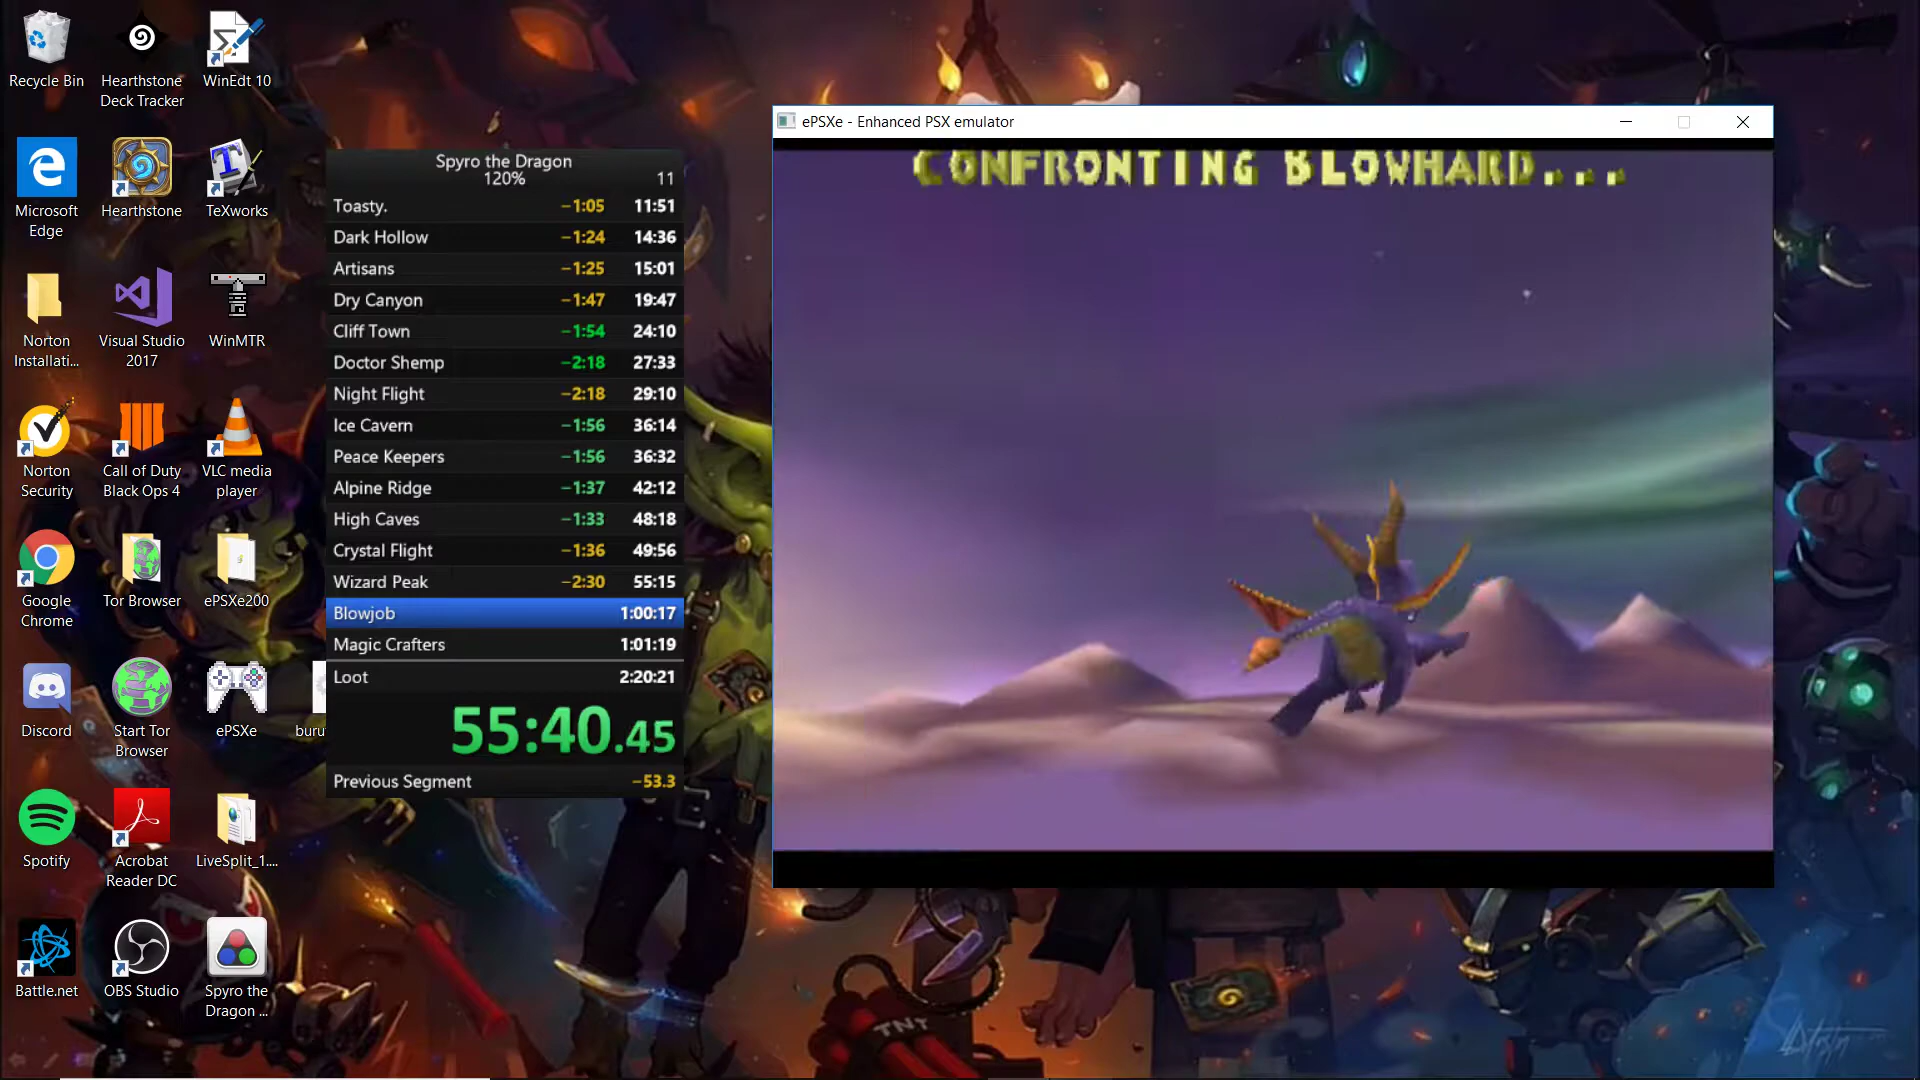 Recycle Bin
Hearthstone
Deck Tracker
WinEdt 10
Microsoft
Edge
Hearthstone
TeXworks
Norton
Installati...
Visual Studio
2017
WinMTR
Norton
Security
Call of Duty
Black Ops 4
VLC media
player
Google
Chrome
Tor Browser
ePSXe200
Discord
Start Tor
Browser
ePSXe
buru
Spotify
Acrobat
Reader DC
LiveSplit_1....
Battle.net
OBS Studio
Spyro the
Dragon ...
Spyro the Dragon
120% 11
Toasty. −1:05 11:51
Dark Hollow −1:24 14:36
Artisans −1:25 15:01
Dry Canyon −1:47 19:47
Cliff Town −1:54 24:10
Doctor Shemp −2:18 27:33
Night Flight −2:18 29:10
Ice Cavern −1:56 36:14
Peace Keepers −1:56 36:32
Alpine Ridge −1:37 42:12
High Caves −1:33 48:18
Crystal Flight −1:36 49:56
Wizard Peak −2:30 55:15
Blowjob 1:00:17
Magic Crafters 1:01:19
Loot 2:20:21
55:40.45
Previous Segment −53.3
ePSXe - Enhanced PSX emulator
CONFRONTING BLOWHARD...
TNT